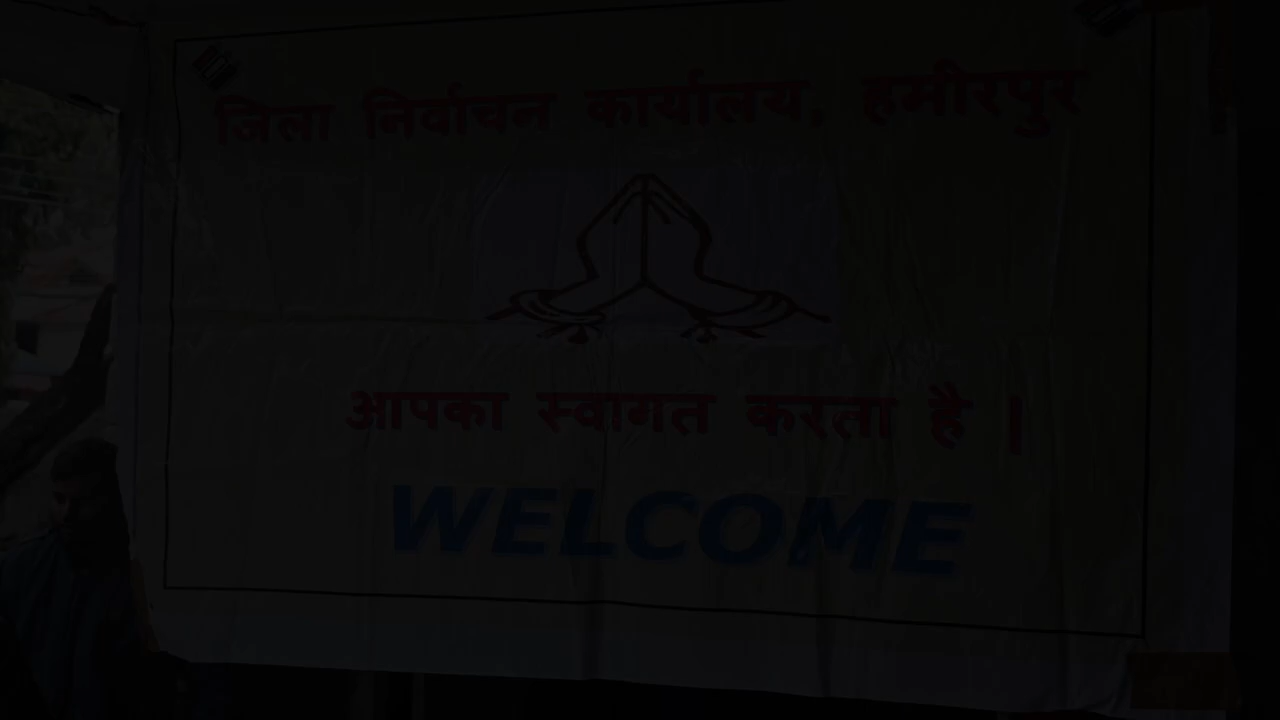 जिला निर्वाचन कार्यालय, हमीरपुर
आपका स्वागत करता है |
WELCOME